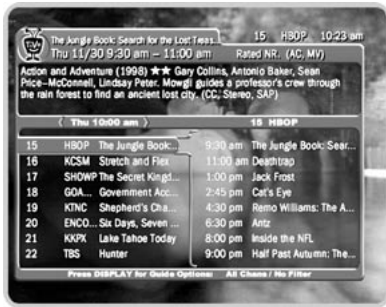 TiVo
The Jungle Book: Search for the Lost Treas...
15 HBOP 10:23 am
Thu 11/30 9:30 am – 11:00 am
Rated NR. (AC, MV)
Action and Adventure (1998) ★★ Gary Collins, Antonio Baker, Sean
Price-McConnell, Lindsay Peter. Mowgli guides a professor's crew through
the rain forest to find an ancient lost city. (CC, Stereo, SAP)
Thu 10:00 am
15 HBOP
15 HBOP The Jungle Book:...
9:30 am The Jungle Book: Sear...
16 KCSM Stretch and Flex
11:00 am Deathtrap
17 SHOWP The Secret Kingd...
1:00 pm Jack Frost
18 GOA... Government Acc...
2:45 pm Cat's Eye
19 KTNC Shepherd's Cha...
4:30 pm Remo Williams: The A...
20 ENCO... Six Days, Seven ...
6:30 pm Antz
21 KKPX Lake Tahoe Today
8:00 pm Inside the NFL
22 TBS Hunter
9:00 pm Half Past Autumn: The...
Press DISPLAY for Guide Options: All Chans / No Filter